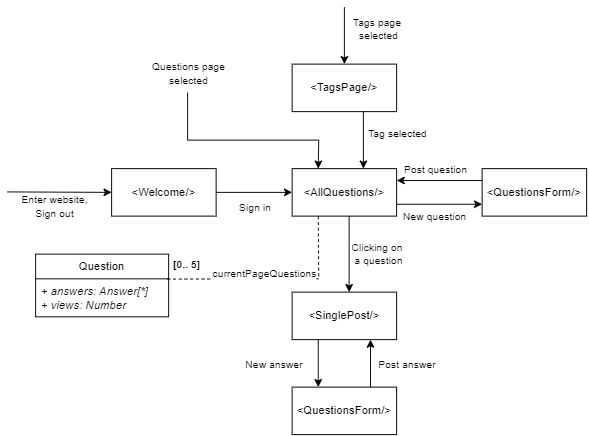 Tags page
selected
Questions page
selected
<TagsPage/>
Tag selected
Post question
<Welcome/>
<AllQuestions/>
<QuestionsForm/>
Enter website,
Sign out
Sign in
New question
Clicking on
a question
Question
[0.. 5]
currentPageQuestions
+ answers: Answer[*]
+ views: Number
<SinglePost/>
New answer
Post answer
<QuestionsForm/>